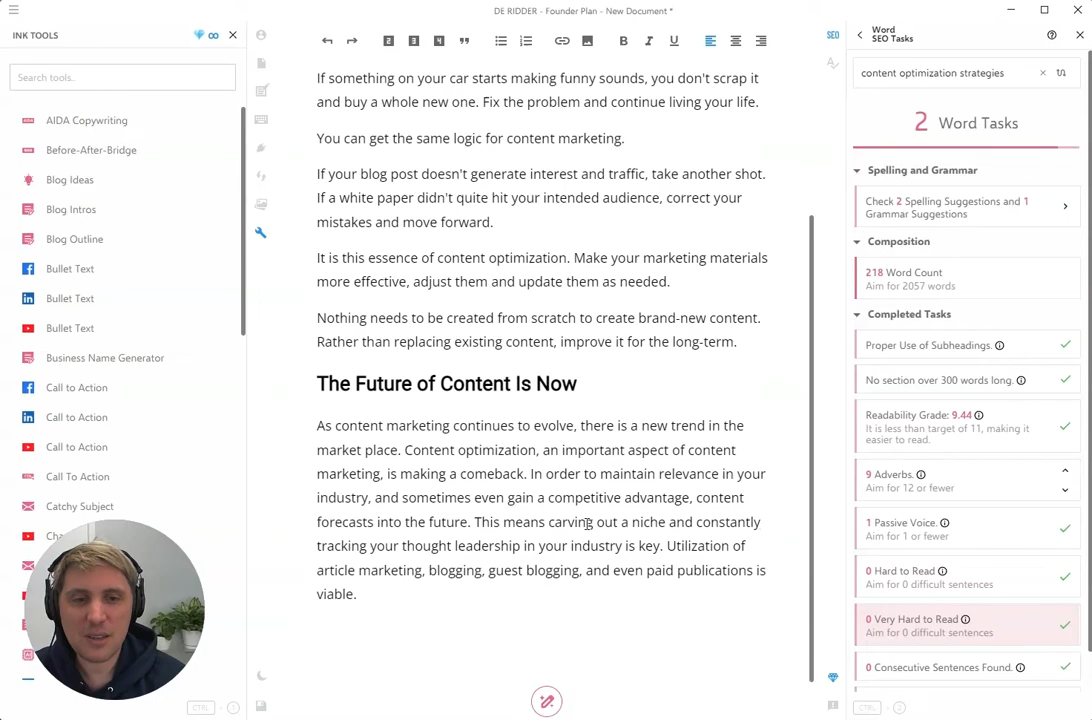 DE RIDDER - Founder Plan - New Document *
INK TOOLS
Search tools..
AIDA Copywriting
Before-After-Bridge
Blog Ideas
Blog Intros
Blog Outline
Bullet Text
Bullet Text
Bullet Text
Business Name Generator
Call to Action
Call to Action
Call to Action
Call To Action
Catchy Subject
CTRL
1
If something on your car starts making funny sounds, you don't scrap it
and buy a whole new one. Fix the problem and continue living your life.
You can get the same logic for content marketing.
If your blog post doesn't generate interest and traffic, take another shot.
If a white paper didn't quite hit your intended audience, correct your
mistakes and move forward.
It is this essence of content optimization. Make your marketing materials
more effective, adjust them and update them as needed.
Nothing needs to be created from scratch to create brand-new content.
Rather than replacing existing content, improve it for the long-term.
The Future of Content Is Now
As content marketing continues to evolve, there is a new trend in the
market place. Content optimization, an important aspect of Content
marketing, is making a comeback. In order to maintain relevance in your
industry, and sometimes even gain a competitive advantage, content
forecasts into the future. This means carving out a niche and constantly
tracking your thought leadership in your industry is key. Utilization of
article marketing, blogging, guest blogging, and even paid publications is
viable.
SEO
Word
SEO Tasks
content optimization strategies
2 Word Tasks
Spelling and Grammar
Check 2 Spelling Suggestions and 1
Grammar Suggestions
Composition
218 Word Count
Aim for 2057 words
Completed Tasks
Proper Use of Subheadings.
No section over 300 words long.
Readability Grade: 9.44
It is less than target of 11, making it
easier to read.
9 Adverbs.
Aim for 12 or fewer
1 Passive Voice.
Aim for 1 or fewer
0 Hard to Read
Aim for 0 difficult sentences
0 Very Hard to Read
Aim for 0 difficult sentences
0 Consecutive Sentences Found.
CTRL
2